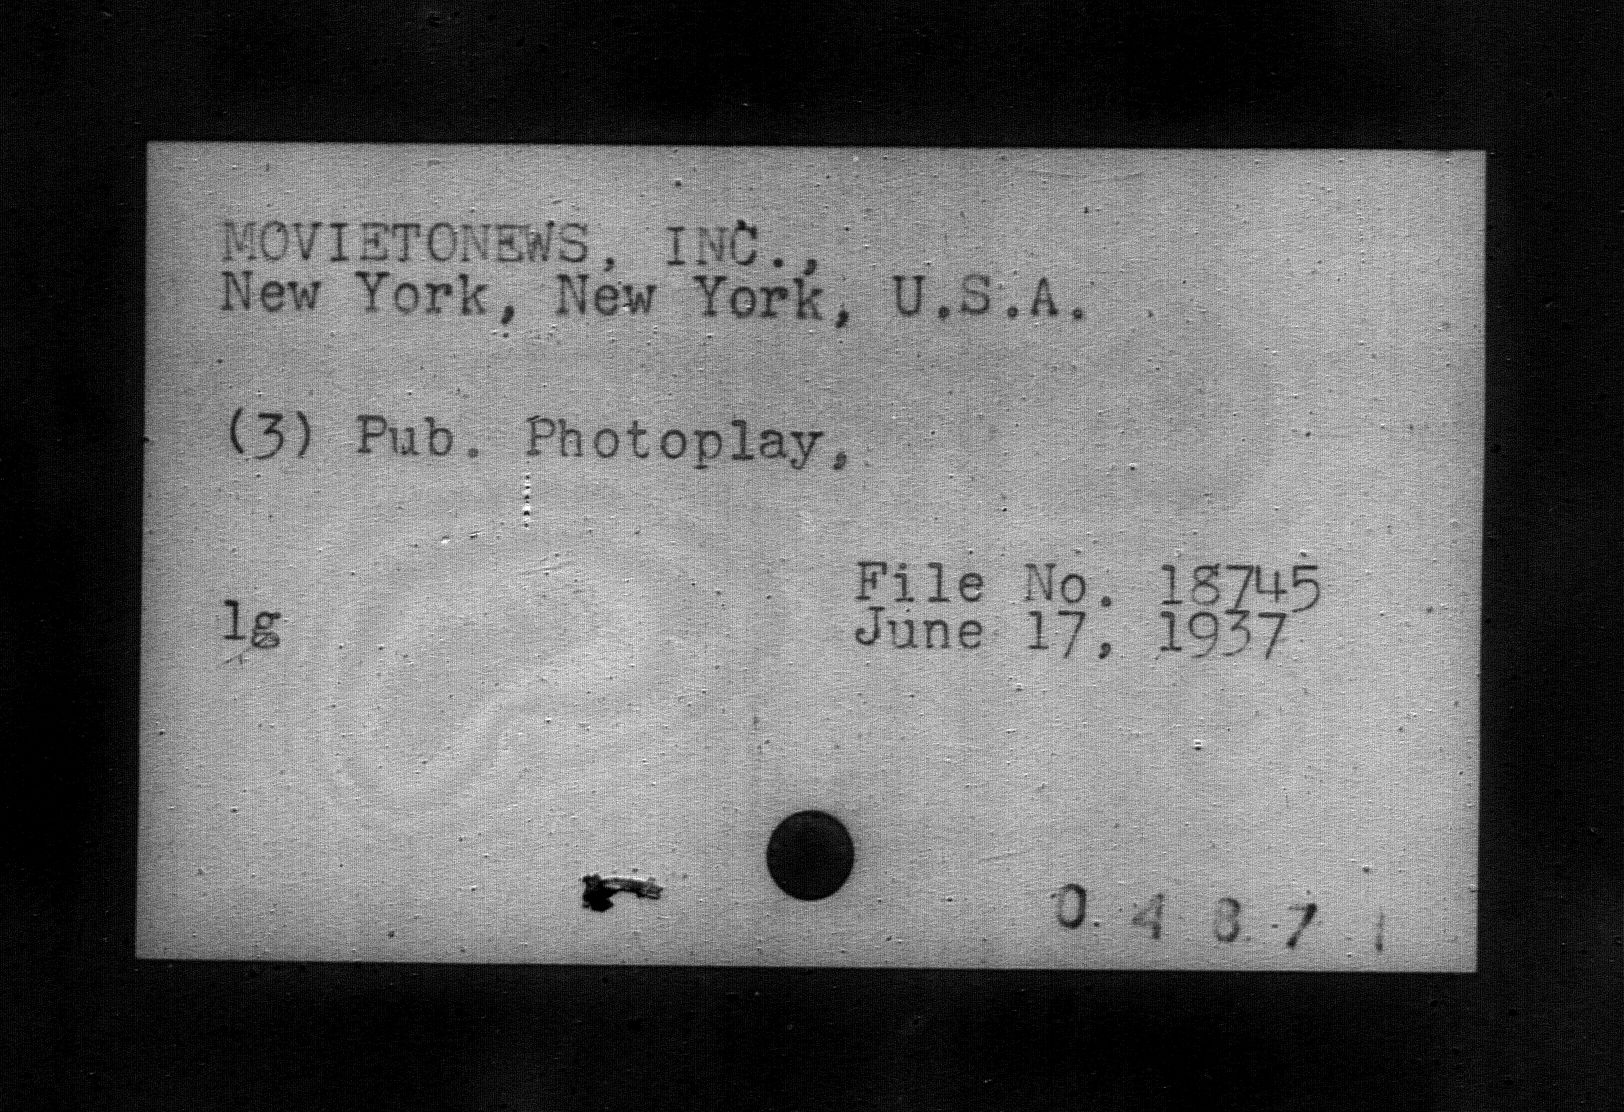 MOVIETONEWS, INC.,
New York, New York, U.S.A.
(3) Pub. Photoplay,
File No. 18745
lg
June 17, 1937
0 4 8 7 1